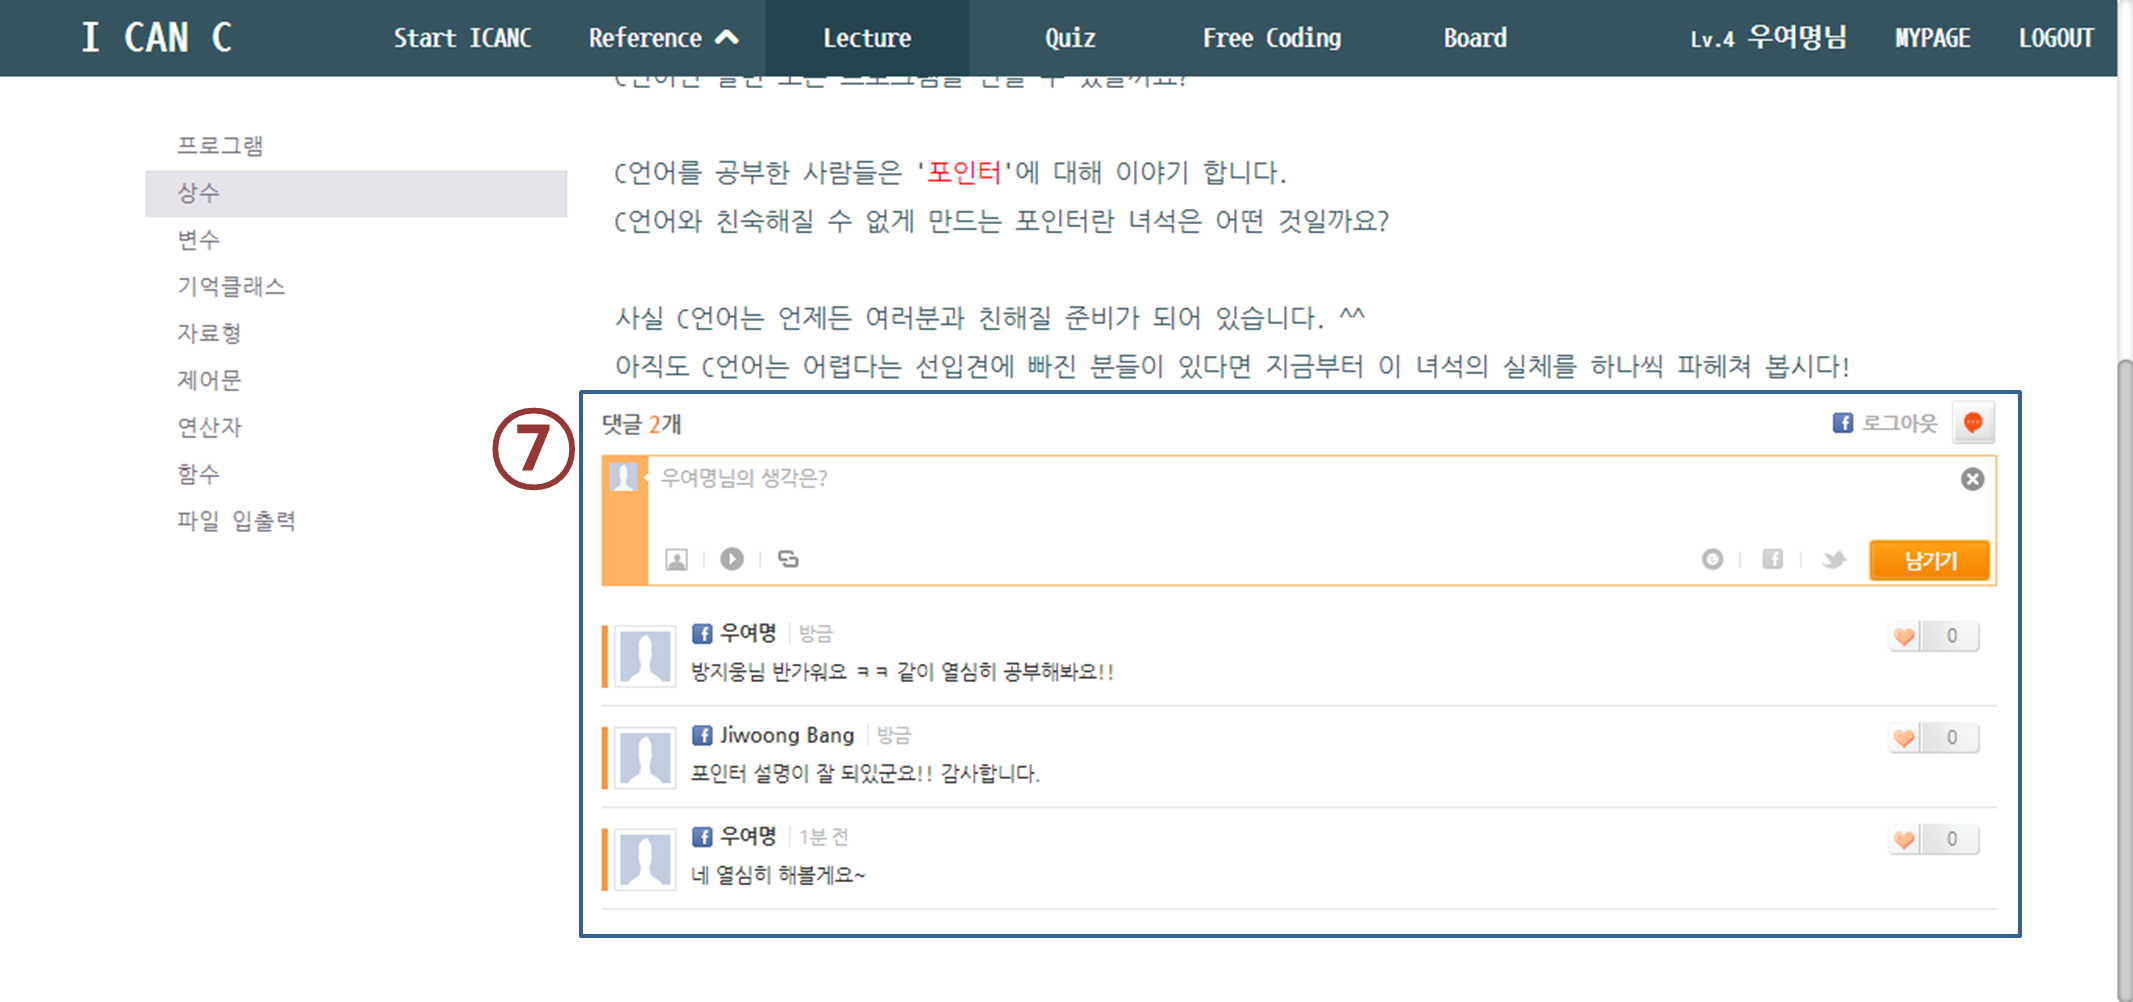 I CAN C
Start ICANC
Reference
Lecture
Quiz
Free Coding
Board
Lv.4 우여명님
MYPAGE
LOGOUT
프로그램
상수
변수
기억클래스
자료형
제어문
연산자
함수
파일 입출력
C언어를 공부한 사람들은 '포인터'에 대해 이야기 합니다.
C언어와 친숙해질 수 없게 만드는 포인터란 녀석은 어떤 것일까요?
사실 C언어는 언제든 여러분과 친해질 준비가 되어 있습니다. ^^
아직도 C언어는 어렵다는 선입견에 빠진 분들이 있다면 지금부터 이 녀석의 실체를 하나씩 파헤쳐 봅시다!
⑦
댓글 2개
로그아웃
우여명님의 생각은?
남기기
우여명 방금
0
방지웅님 반가워요 ㅋㅋ 같이 열심히 공부해봐요!!
Jiwoong Bang 방금
0
포인터 설명이 잘 되있군요!! 감사합니다.
우여명 1분 전
0
네 열심히 해볼게요~